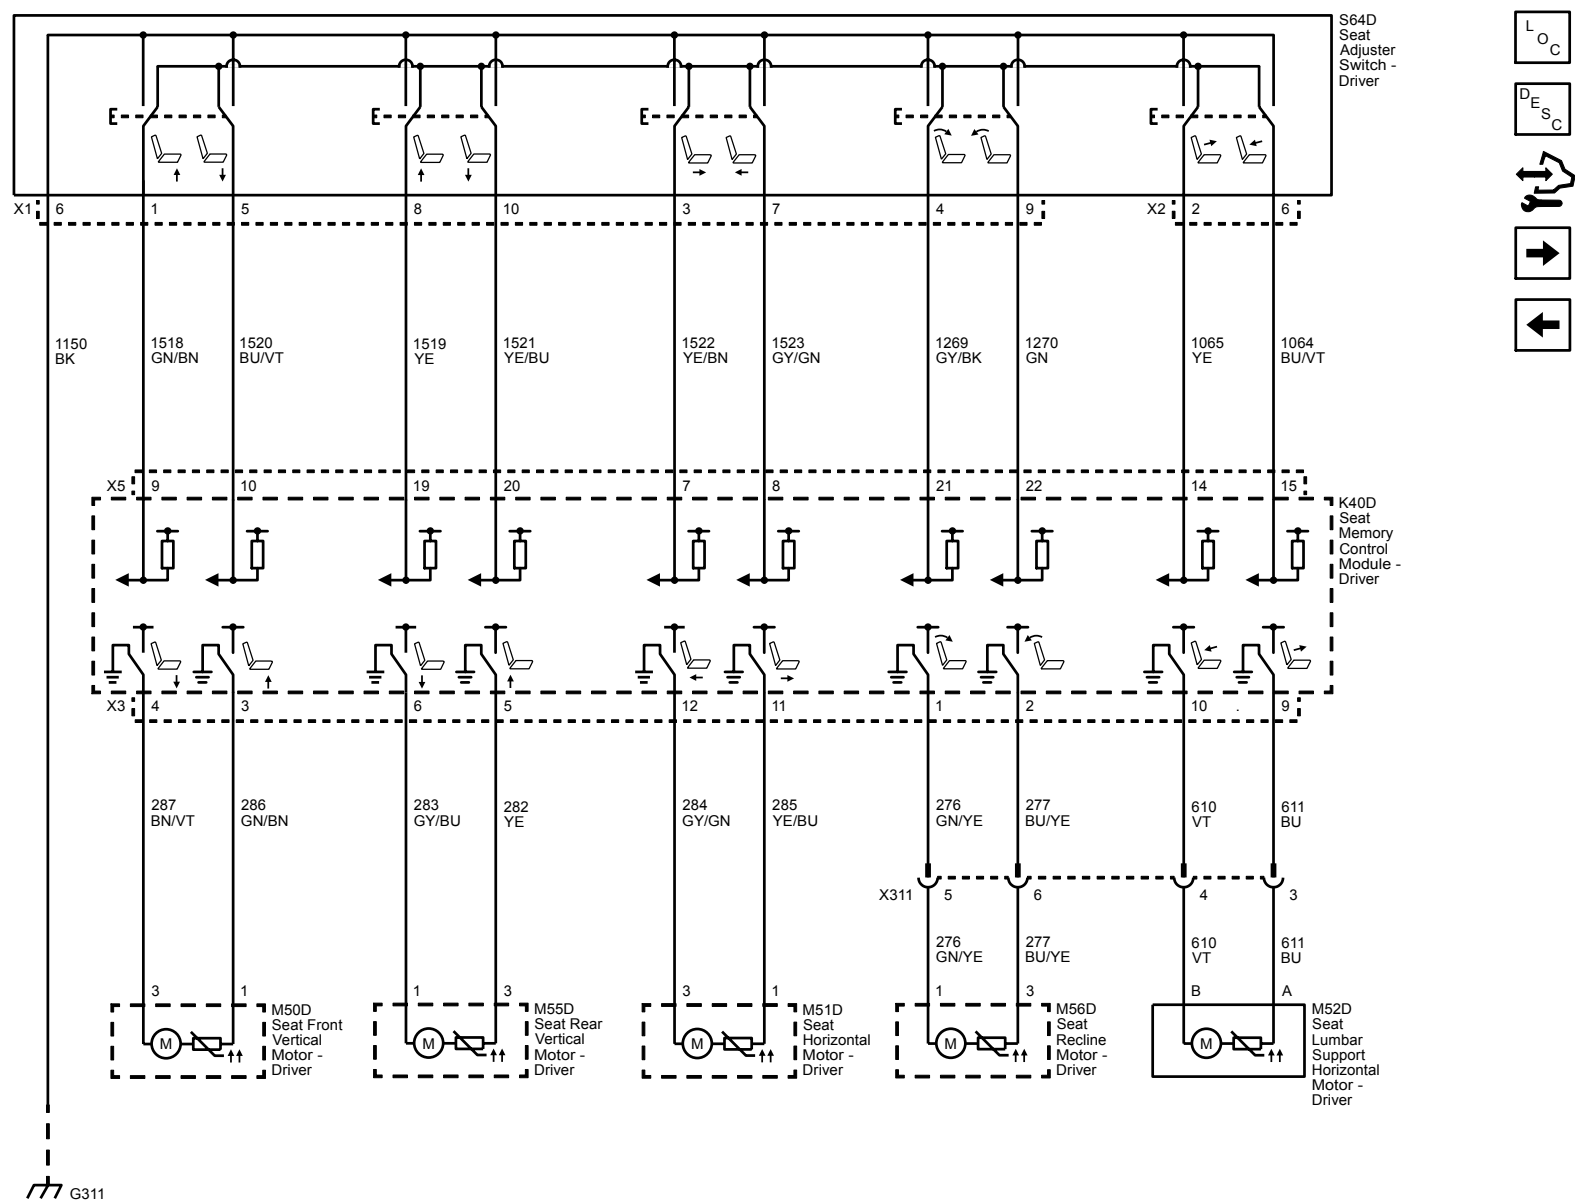 S64D
Seat
Adjuster
Switch -
Driver
L
O
C
D
E
S
C
X1 6 1 5 8 10 3 7 4 9 X2 2 6
1150 1518 1520 1519 1521 1522 1523 1269 1270 1065 1064
BK GN/BN BU/VT YE YE/BU YE/BN GY/GN GY/BK GN YE BU/VT
X5 9 10 19 20 7 8 21 22 14 15
K40D
Seat
Memory
Control
Module -
Driver
X3 4 3 6 5 12 11 1 2 10 . 9
287 286 283 282 284 285 276 277 610 611
BN/VT GN/BN GY/BU YE GY/GN YE/BU GN/YE BU/YE VT BU
X311 5 6 4 3
276 277 610 611
GN/YE BU/YE VT BU
3 1 1 3 3 1 1 3 B A
M50D
Seat Front
Vertical
Motor -
Driver
M55D
Seat Rear
Vertical
Motor -
Driver
M51D
Seat
Horizontal
Motor -
Driver
M56D
Seat
Recline
Motor -
Driver
M52D
Seat
Lumbar
Support
Horizontal
Motor -
Driver
M M M M M
G311